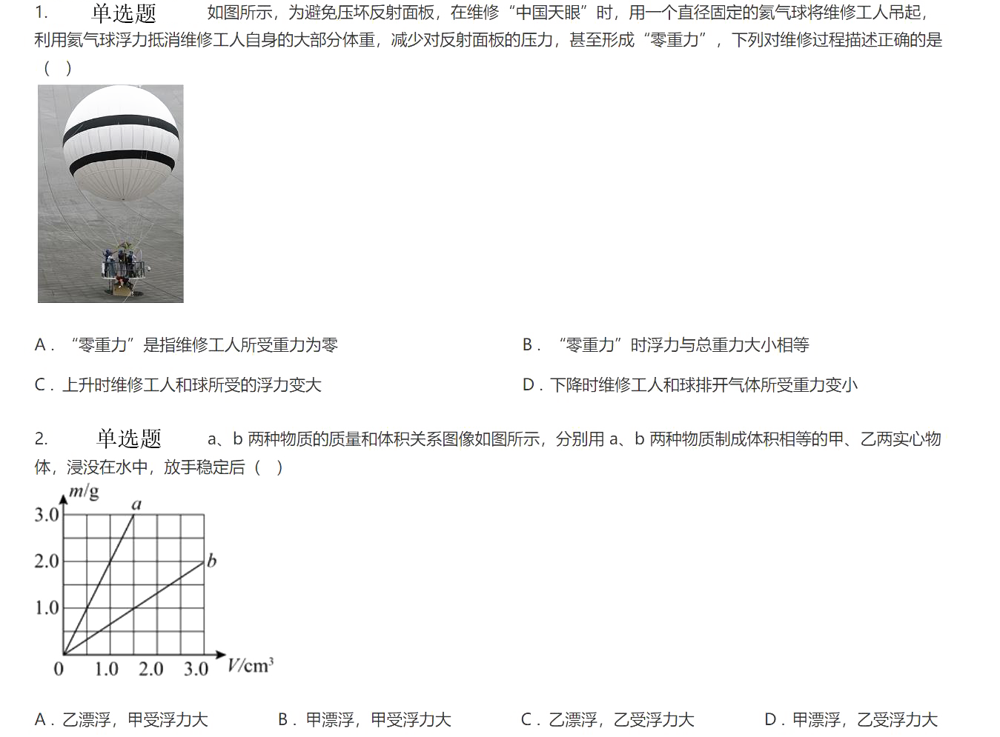 1. 单选题 如图所示，为避免压坏反射面板，在维修“中国天眼”时，用一个直径固定的氦气球将维修工人吊起，
利用氦气球浮力抵消维修工人自身的大部分体重，减少对反射面板的压力，甚至形成“零重力”，下列对维修过程描述正确的是
（ ）
A．“零重力”是指维修工人所受重力为零 B．“零重力”时浮力与总重力大小相等
C．上升时维修工人和球所受的浮力变大 D．下降时维修工人和球排开气体所受重力变小
2. 单选题 a、b 两种物质的质量和体积关系图像如图所示，分别用 a、b 两种物质制成体积相等的甲、乙两实心物
体，浸没在水中，放手稳定后（ ）
m/g
a
3.0
2.0
b
1.0
0 1.0 2.0 3.0 V/cm³
A．乙漂浮，甲受浮力大 B．甲漂浮，甲受浮力大 C．乙漂浮，乙受浮力大 D．甲漂浮，乙受浮力大